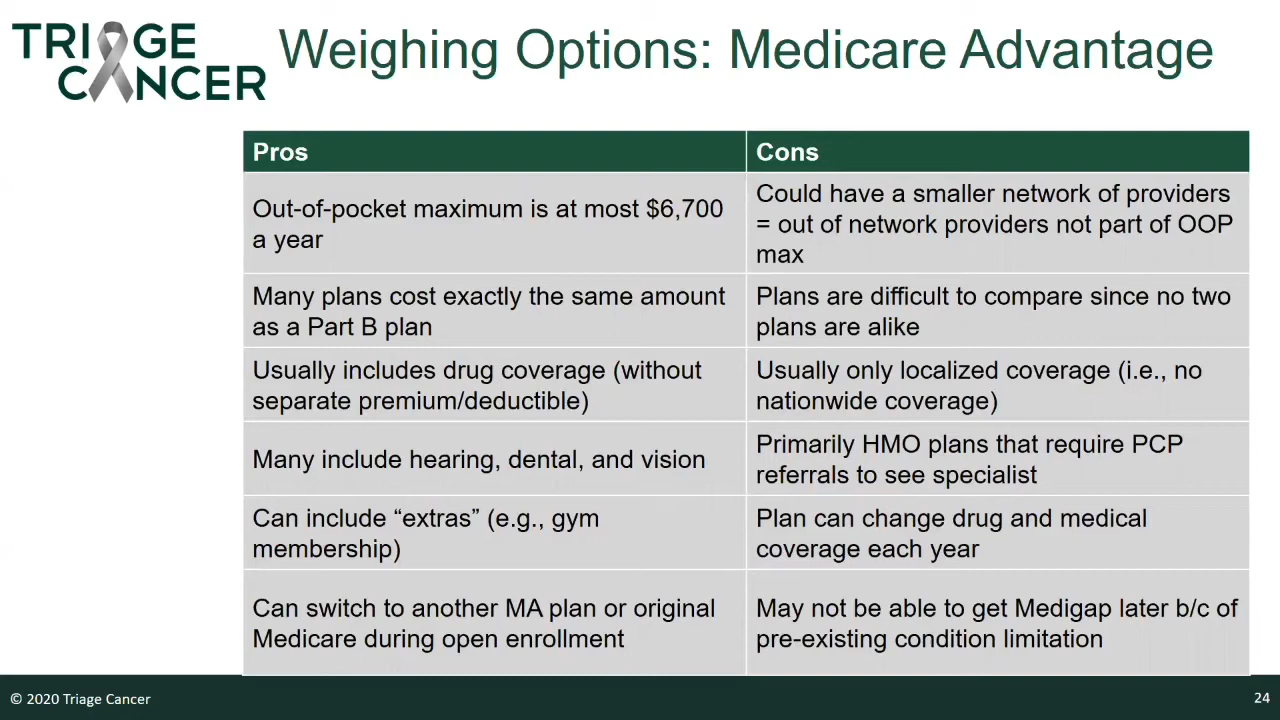 TRIAGE
CANCER
Weighing Options: Medicare Advantage
Pros
Cons
Out-of-pocket maximum is at most $6,700
a year
Could have a smaller network of providers
= out of network providers not part of OOP
max
Many plans cost exactly the same amount
as a Part B plan
Plans are difficult to compare since no two
plans are alike
Usually includes drug coverage (without
separate premium/deductible)
Usually only localized coverage (i.e., no
nationwide coverage)
Many include hearing, dental, and vision
Primarily HMO plans that require PCP
referrals to see specialist
Can include “extras” (e.g., gym
membership)
Plan can change drug and medical
coverage each year
Can switch to another MA plan or original
Medicare during open enrollment
May not be able to get Medigap later b/c of
pre-existing condition limitation
© 2020 Triage Cancer
24